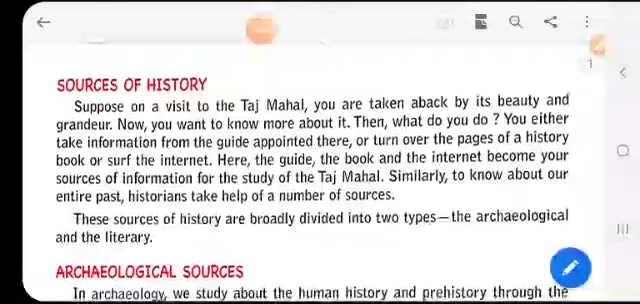 1
SOURCES OF HISTORY
Suppose on a visit to the Taj Mahal, you are taken aback by its beauty and
grandeur. Now, you want to know more about it. Then, what do you do ? You either
take information from the guide appointed there, or turn over the pages of a history
book or surf the internet. Here, the guide, the book and the internet become your
sources of information for the study of the Taj Mahal. Similarly, to know about our
entire past, historians take help of a number of sources.
These sources of history are broadly divided into two types—the archaeological
and the literary.
ARCHAEOLOGICAL SOURCES
In archaeology, we study about the human history and prehistory through the